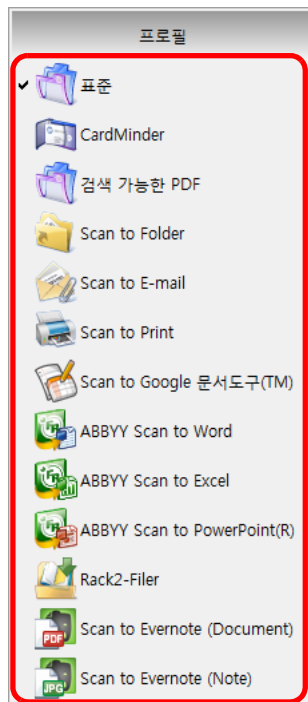 프로필
표준
CardMinder
검색 가능한 PDF
Scan to Folder
Scan to E-mail
Scan to Print
Scan to Google 문서도구(TM)
ABBYY Scan to Word
ABBYY Scan to Excel
ABBYY Scan to PowerPoint(R)
Rack2-Filer
Scan to Evernote (Document)
PDF
Scan to Evernote (Note)
JPG